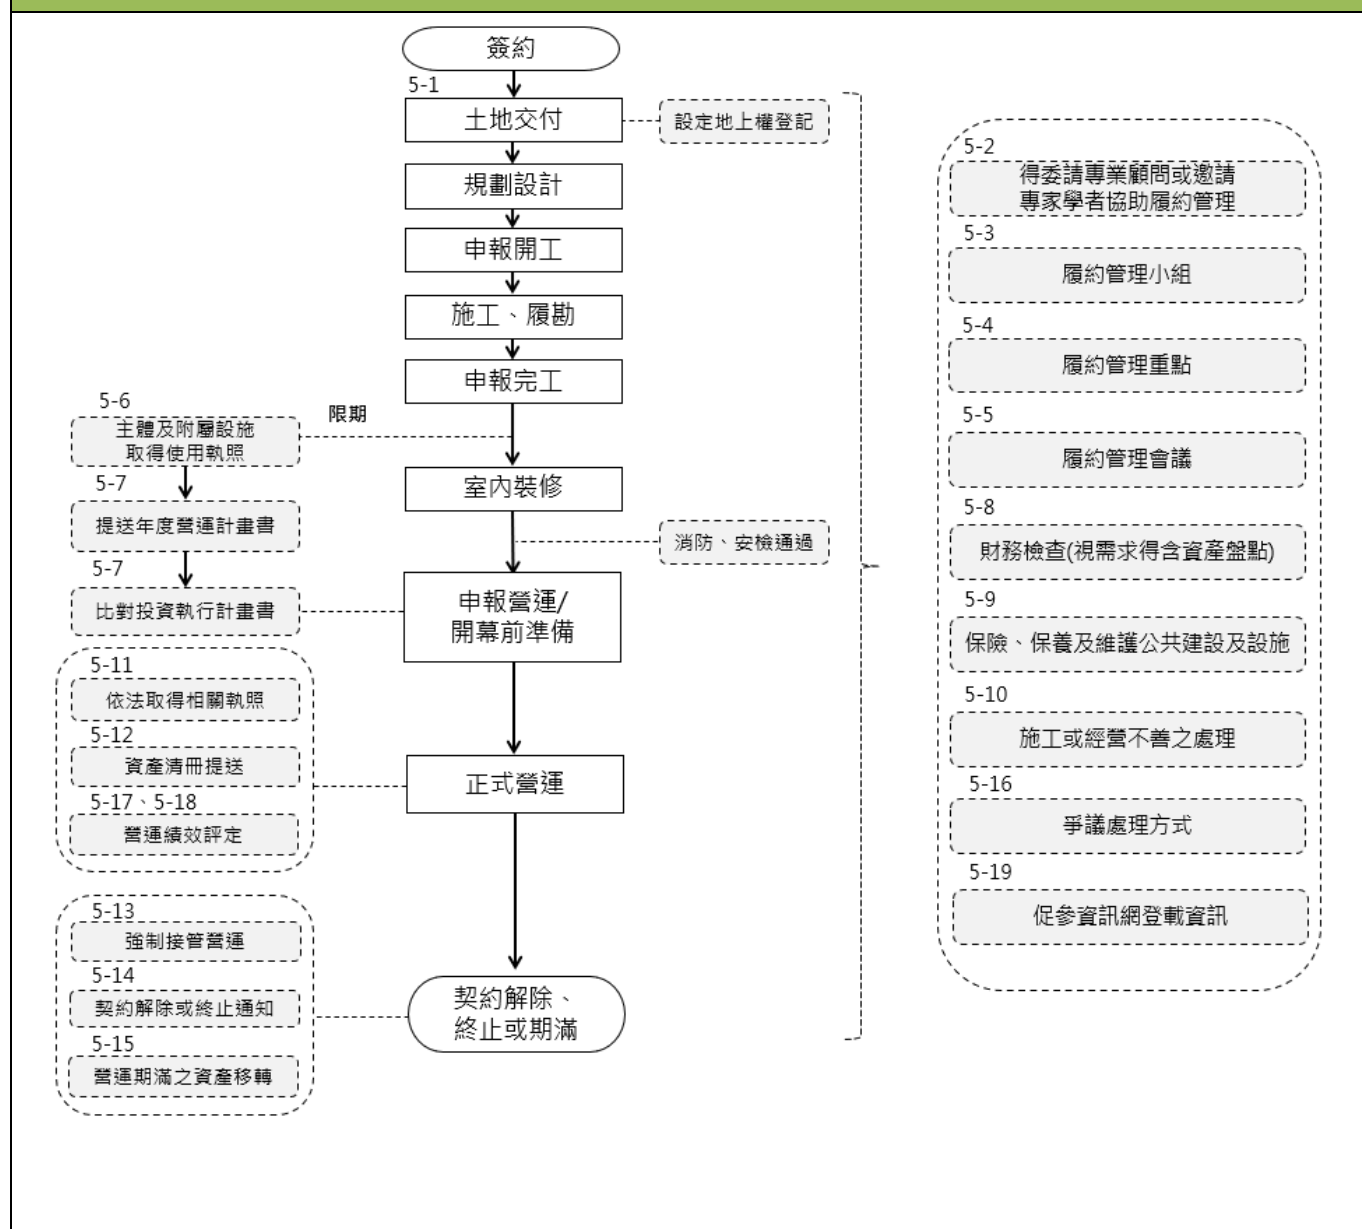 簽約
5-1
土地交付
設定地上權登記
規劃設計
申報開工
施工、履勘
申報完工
5-6
限期
主體及附屬設施
取得使用執照
室內裝修
5-7
提送年度營運計畫書
消防、安檢通過
5-7
比對投資執行計畫書
申報營運/
開幕前準備
5-11
依法取得相關執照
5-12
資產清冊提送
5-17、5-18
營運績效評定
正式營運
5-13
強制接管營運
5-14
契約解除或終止通知
5-15
營運期滿之資產移轉
契約解除、
終止或期滿
5-2
得委請專業顧問或邀請
專家學者協助履約管理
5-3
履約管理小組
5-4
履約管理重點
5-5
履約管理會議
5-8
財務檢查(視需求得含資產盤點)
5-9
保險、保養及維護公共建設及設施
5-10
施工或經營不善之處理
5-16
爭議處理方式
5-19
促參資訊網登載資訊